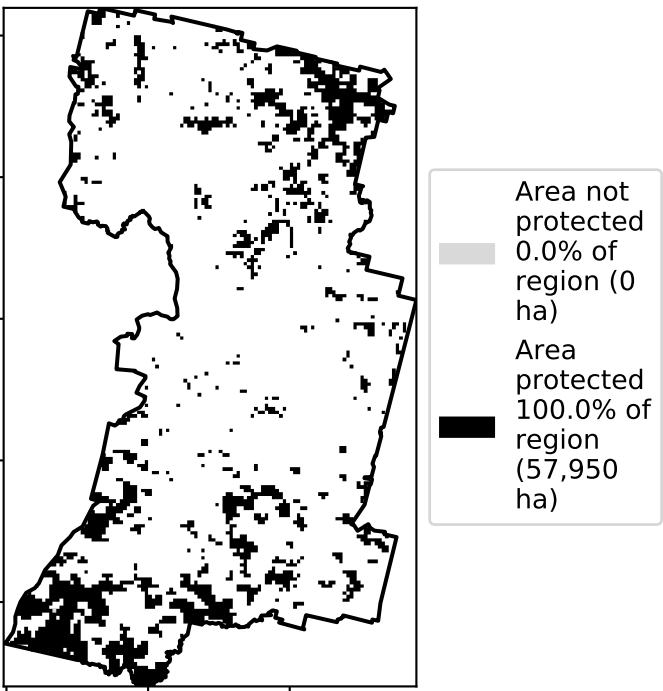 Area not
protected
0.0% of
region (0
ha)
Area
protected
100.0% of
region
(57,950
ha)